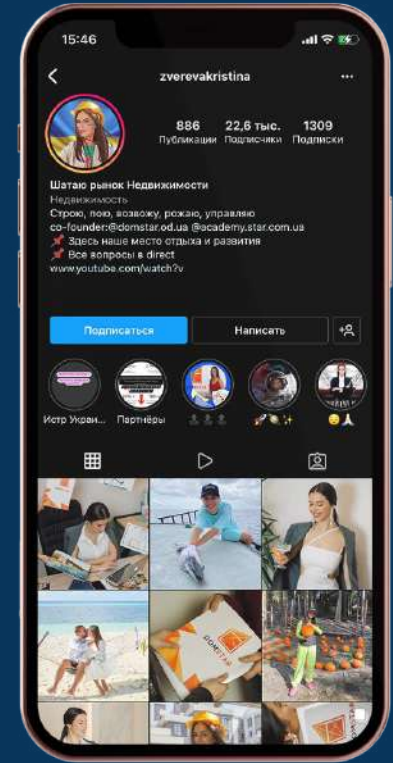 15:46
zverevakristina
886 22,6 тыс. 1309
Публикации Подписчики Подписки
Шатаю рынок Недвижимости
Недвижимость
Строю, пою, возвожу, рожаю, управляю
co-founder:@domstar.od.ua @academy.star.com.ua
📌 Здесь наше место отдыха и развития
📌 Все вопросы в direct
www.youtube.com/watch?v
Подписаться Написать
Истр Украи... Партнёры
DOMSTAR